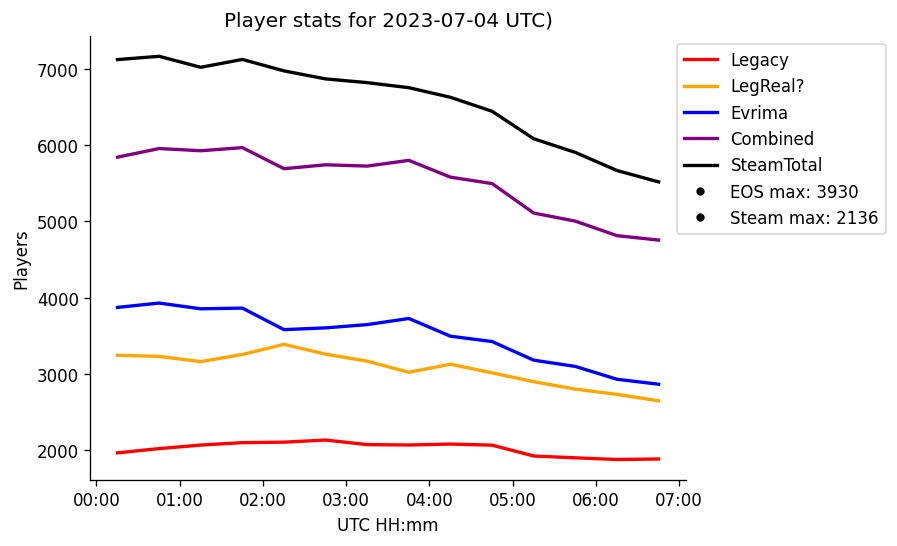 Player stats for 2023-07-04 UTC)
Legacy
LegReal?
Evrima
Combined
SteamTotal
EOS max: 3930
Steam max: 2136
Players
7000
6000
5000
4000
3000
2000
00:00 01:00 02:00 03:00 04:00 05:00 06:00 07:00
UTC HH:mm